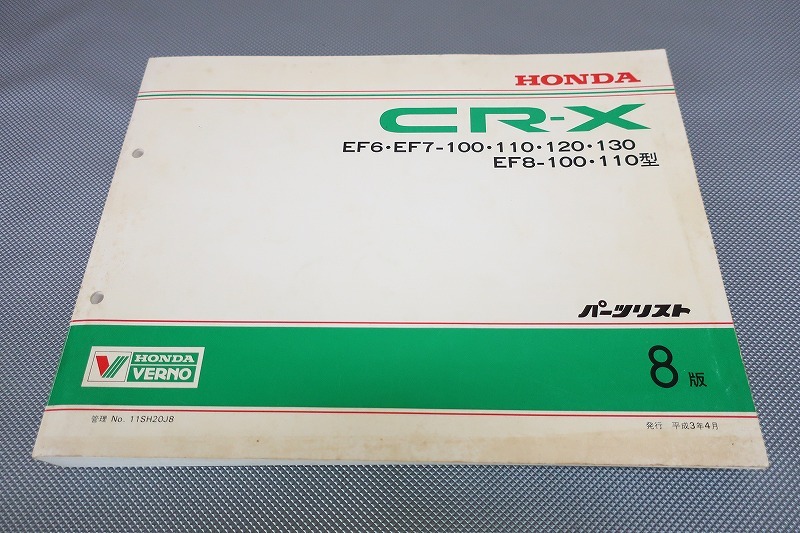 HONDA
CR-X
EF6・EF7-100・110・120・130
EF8-100・110型
パーツリスト
HONDA
VERNO
8版
管理 No. 11SH20J8
発行 平成3年4月